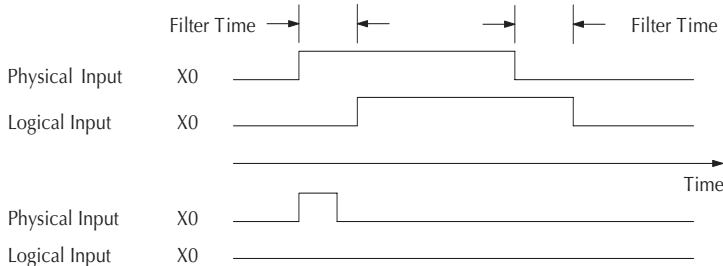 Filter Time Filter Time
Physical Input X0
Logical Input X0
Time
Physical Input X0
Logical Input X0